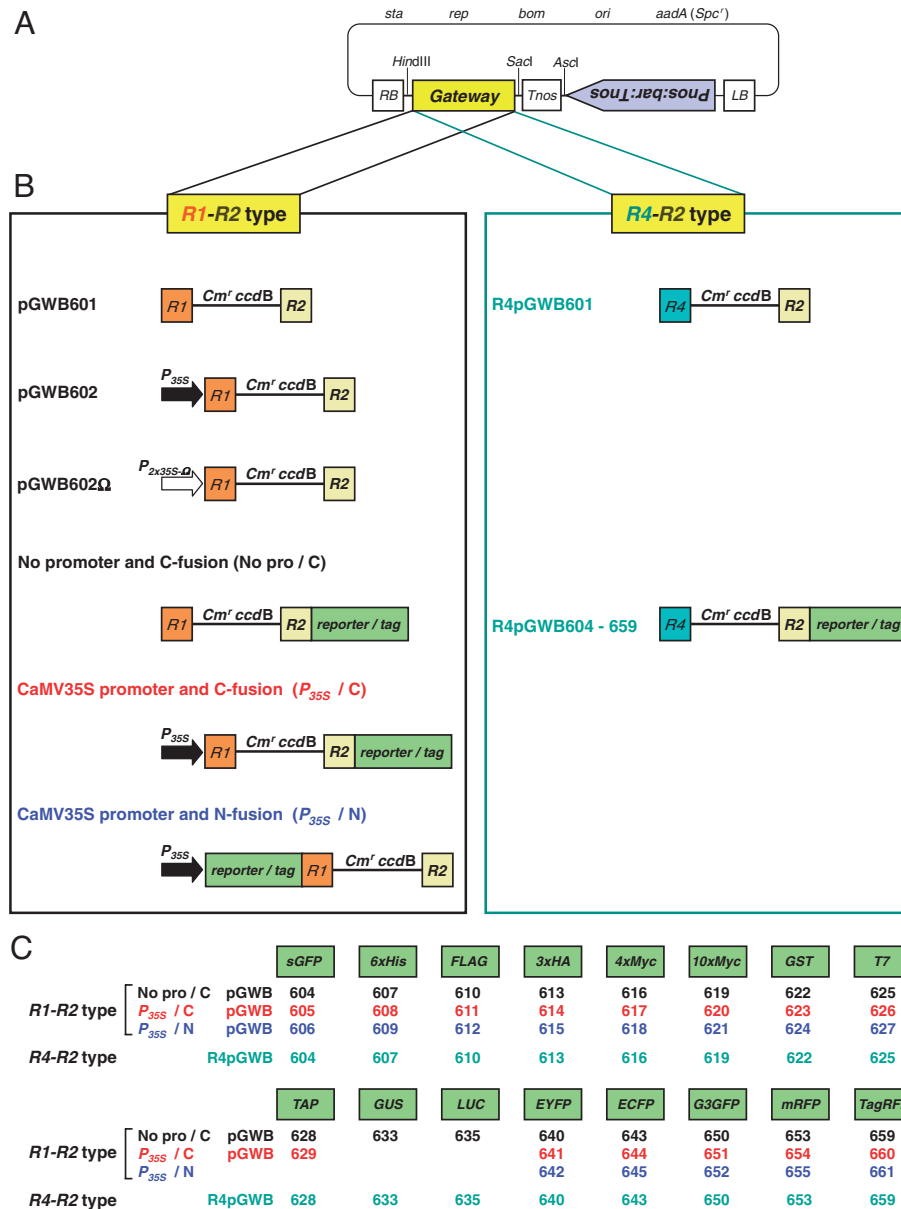 A
sta rep bom ori aadA (Spcʳ)
HindIII SacI AscI
RB Gateway Tnos Pnos:bar:Tnos LB
B
R1-R2 type R4-R2 type
pGWB601 R1 Cmʳ ccdB R2 R4pGWB601 R4 Cmʳ ccdB R2
P35S
pGWB602 R1 Cmʳ ccdB R2
P2x35S-Ω
pGWB602Ω R1 Cmʳ ccdB R2
No promoter and C-fusion (No pro / C)
R1 Cmʳ ccdB R2 reporter / tag R4pGWB604 - 659 R4 Cmʳ ccdB R2 reporter / tag
CaMV35S promoter and C-fusion (P35S / C)
P35S
R1 Cmʳ ccdB R2 reporter / tag
CaMV35S promoter and N-fusion (P35S / N)
P35S
reporter / tag R1 Cmʳ ccdB R2
C
sGFP 6xHis FLAG 3xHA 4xMyc 10xMyc GST T7
No pro / C pGWB 604 607 610 613 616 619 622 625
R1-R2 type P35S / C pGWB 605 608 611 614 617 620 623 626
P35S / N pGWB 606 609 612 615 618 621 624 627
R4-R2 type R4pGWB 604 607 610 613 616 619 622 625
TAP GUS LUC EYFP ECFP G3GFP mRFP TagRF
No pro / C pGWB 628 633 635 640 643 650 653 659
R1-R2 type P35S / C pGWB 629 641 644 651 654 660
P35S / N 642 645 652 655 661
R4-R2 type R4pGWB 628 633 635 640 643 650 653 659